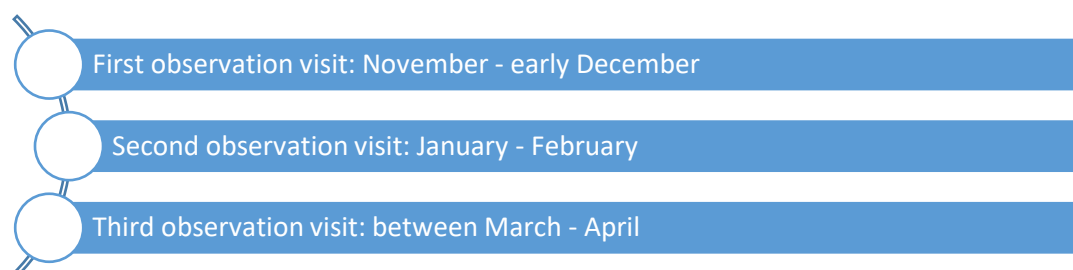 First observation visit: November - early December
Second observation visit: January - February
Third observation visit: between March - April